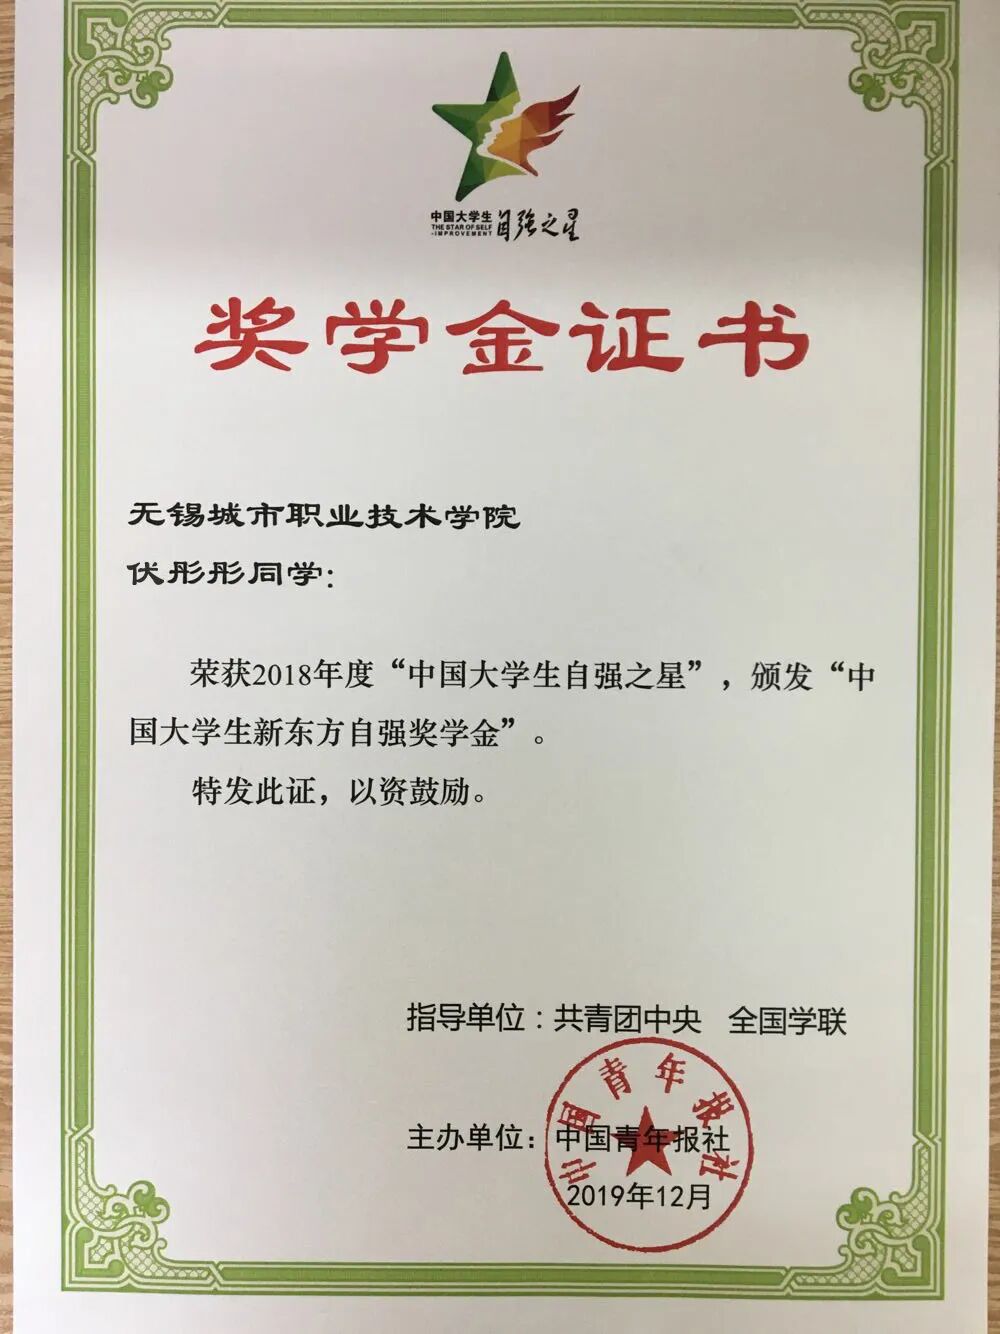 中国大学生
THE STAR OF SELF
-IMPROVEMENT
自强之星
奖学金证书
无锡城市职业技术学院
伏彤彤同学：
荣获2018年度“中国大学生自强之星”，颁发“中
国大学生新东方自强奖学金”。
特发此证，以资鼓励。
指导单位：共青团中央 全国学联
主办单位：中国青年报社
中国青年报社
2019年12月